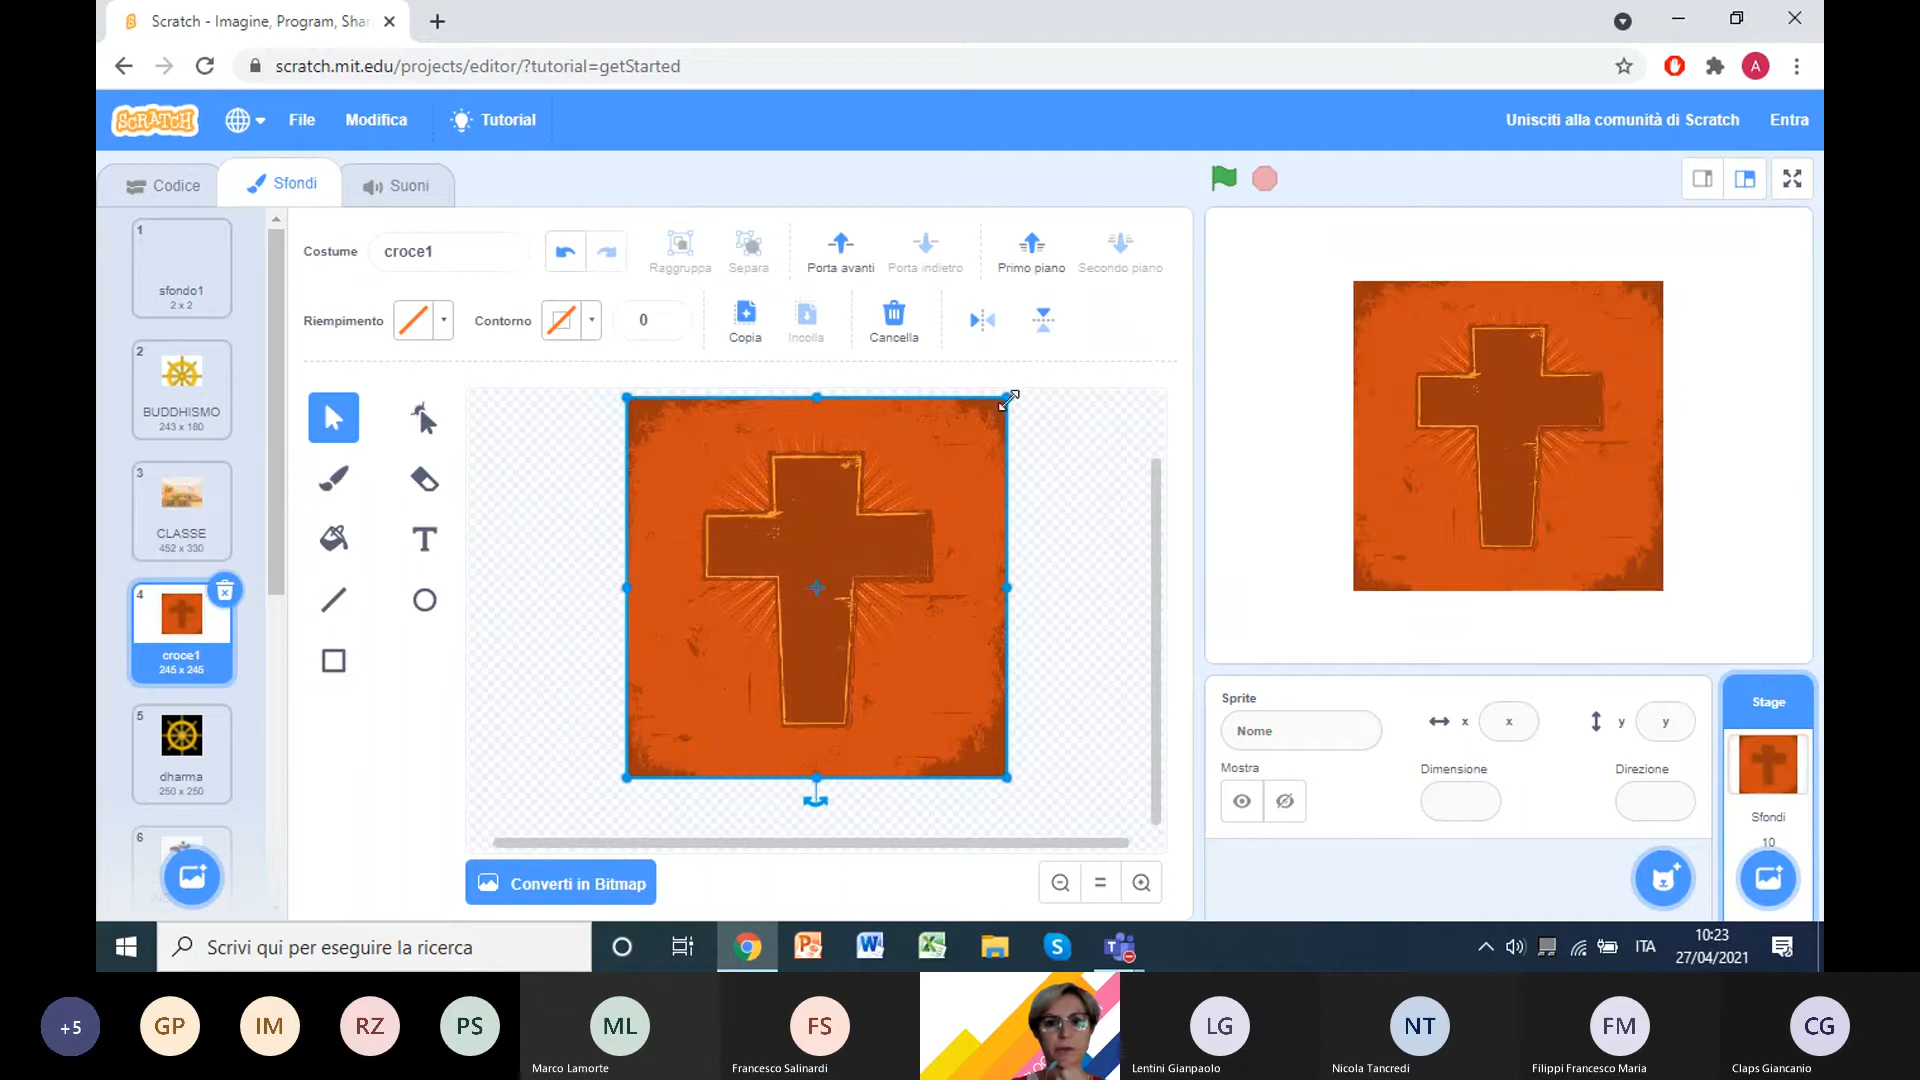 Scratch - Imagine, Program, Shar
scratch.mit.edu/projects/editor/?tutorial=getStarted
A
SCRATCH
File
Modifica
Tutorial
Unisciti alla comunità di Scratch
Entra
Codice
Sfondi
Suoni
1
sfondo1
2 x 2
2
BUDDHISMO
243 x 180
3
CLASSE
452 x 330
4
croce1
245 x 245
5
dharma
250 x 250
6
Costume
croce1
Raggruppa
Separa
Porta avanti
Porta indietro
Primo piano
Secondo piano
Riempimento
Contorno
0
Copia
Incolla
Cancella
T
Converti in Bitmap
Sprite
Nome
x
x
y
y
Mostra
Dimensione
Direzione
Stage
Sfondi
10
Scrivi qui per eseguire la ricerca
ITA
10:23
27/04/2021
+5
GP
IM
RZ
PS
ML
Marco Lamorte
FS
Francesco Salinardi
LG
Lentini Gianpaolo
NT
Nicola Tancredi
FM
Filippi Francesco Maria
CG
Claps Giancanio